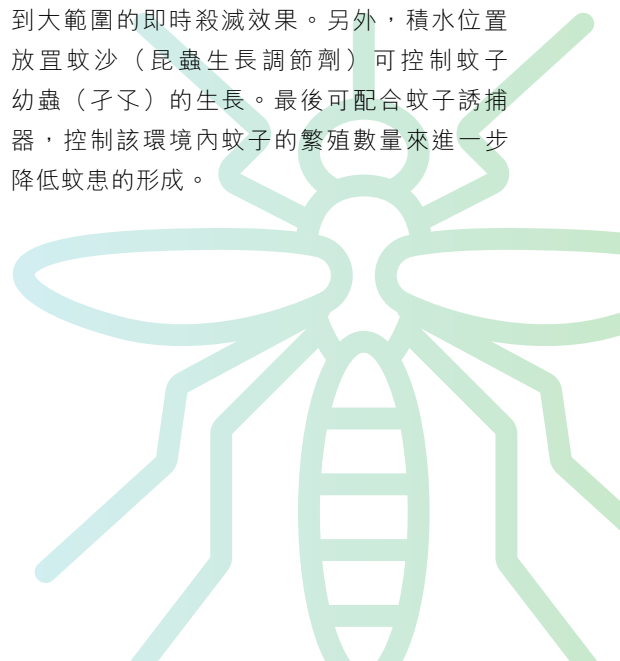 到大範圍的即時殺滅效果。另外，積水位置
放置蚊沙（昆蟲生長調節劑）可控制蚊子
幼蟲（孑孓）的生長。最後可配合蚊子誘捕
器，控制該環境內蚊子的繁殖數量來進一步
降低蚊患的形成。